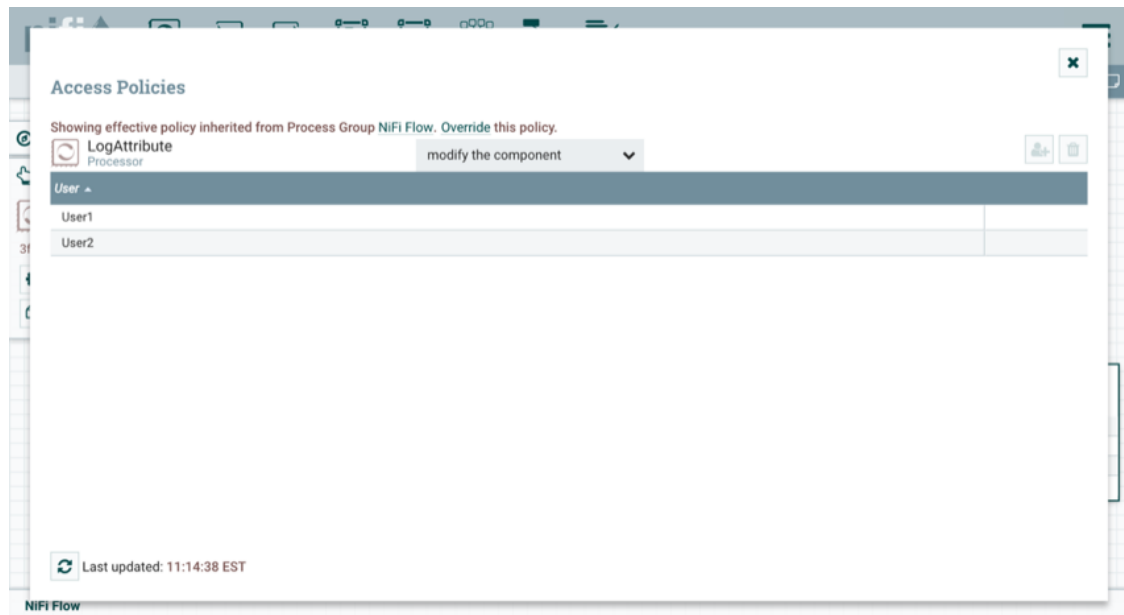 Access Policies
Showing effective policy inherited from Process Group NiFi Flow. Override this policy.
LogAttribute
Processor
modify the component
User
User1
User2
Last updated: 11:14:38 EST
NiFi Flow